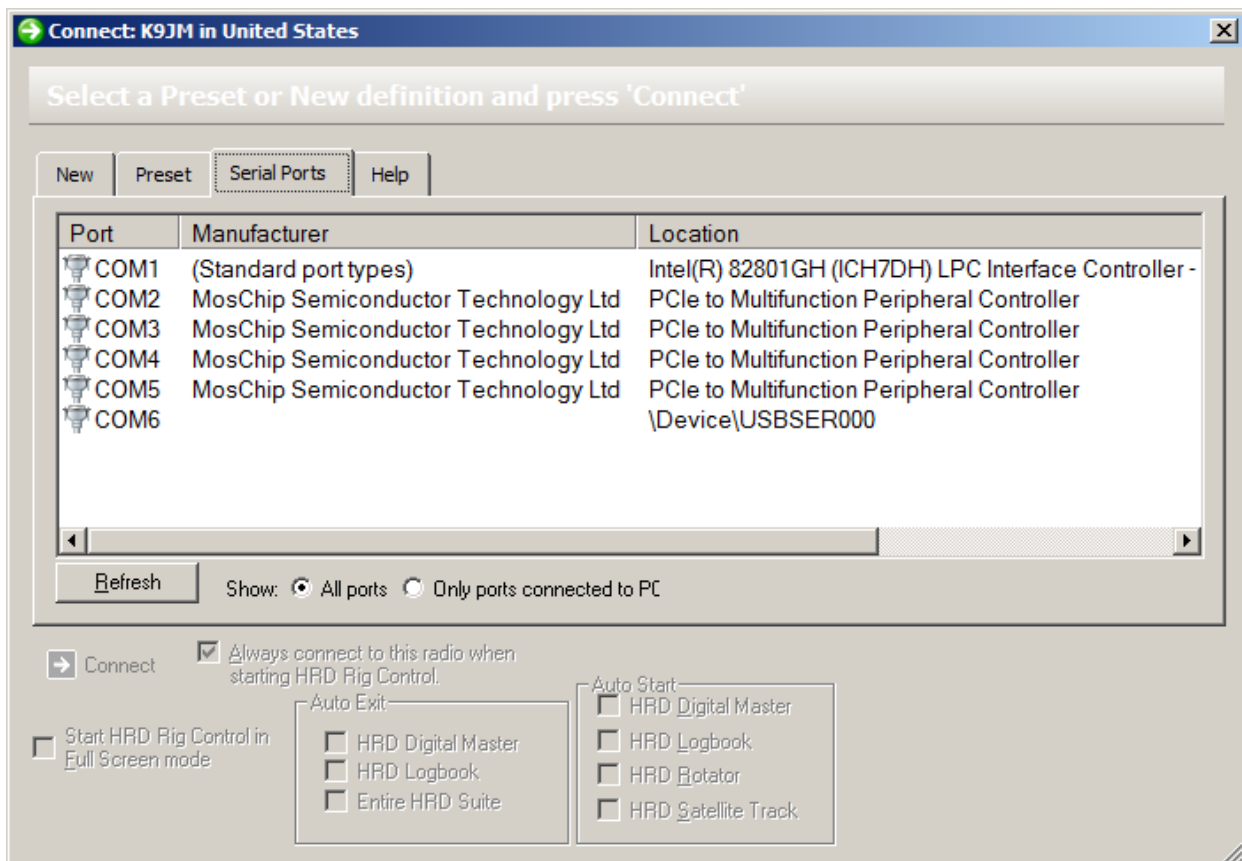 Connect: K9JM in United States
Select a Preset or New definition and press 'Connect'
New Preset Serial Ports Help
Port Manufacturer Location
COM1 (Standard port types) Intel(R) 82801GH (ICH7DH) LPC Interface Controller -
COM2 MosChip Semiconductor Technology Ltd PCIe to Multifunction Peripheral Controller
COM3 MosChip Semiconductor Technology Ltd PCIe to Multifunction Peripheral Controller
COM4 MosChip Semiconductor Technology Ltd PCIe to Multifunction Peripheral Controller
COM5 MosChip Semiconductor Technology Ltd PCIe to Multifunction Peripheral Controller
COM6 \Device\USBSER000
Refresh Show: All ports Only ports connected to PC
Connect
Always connect to this radio when
starting HRD Rig Control.
Start HRD Rig Control in
Full Screen mode
Auto Exit
HRD Digital Master
HRD Logbook
Entire HRD Suite
Auto Start
HRD Digital Master
HRD Logbook
HRD Rotator
HRD Satellite Track